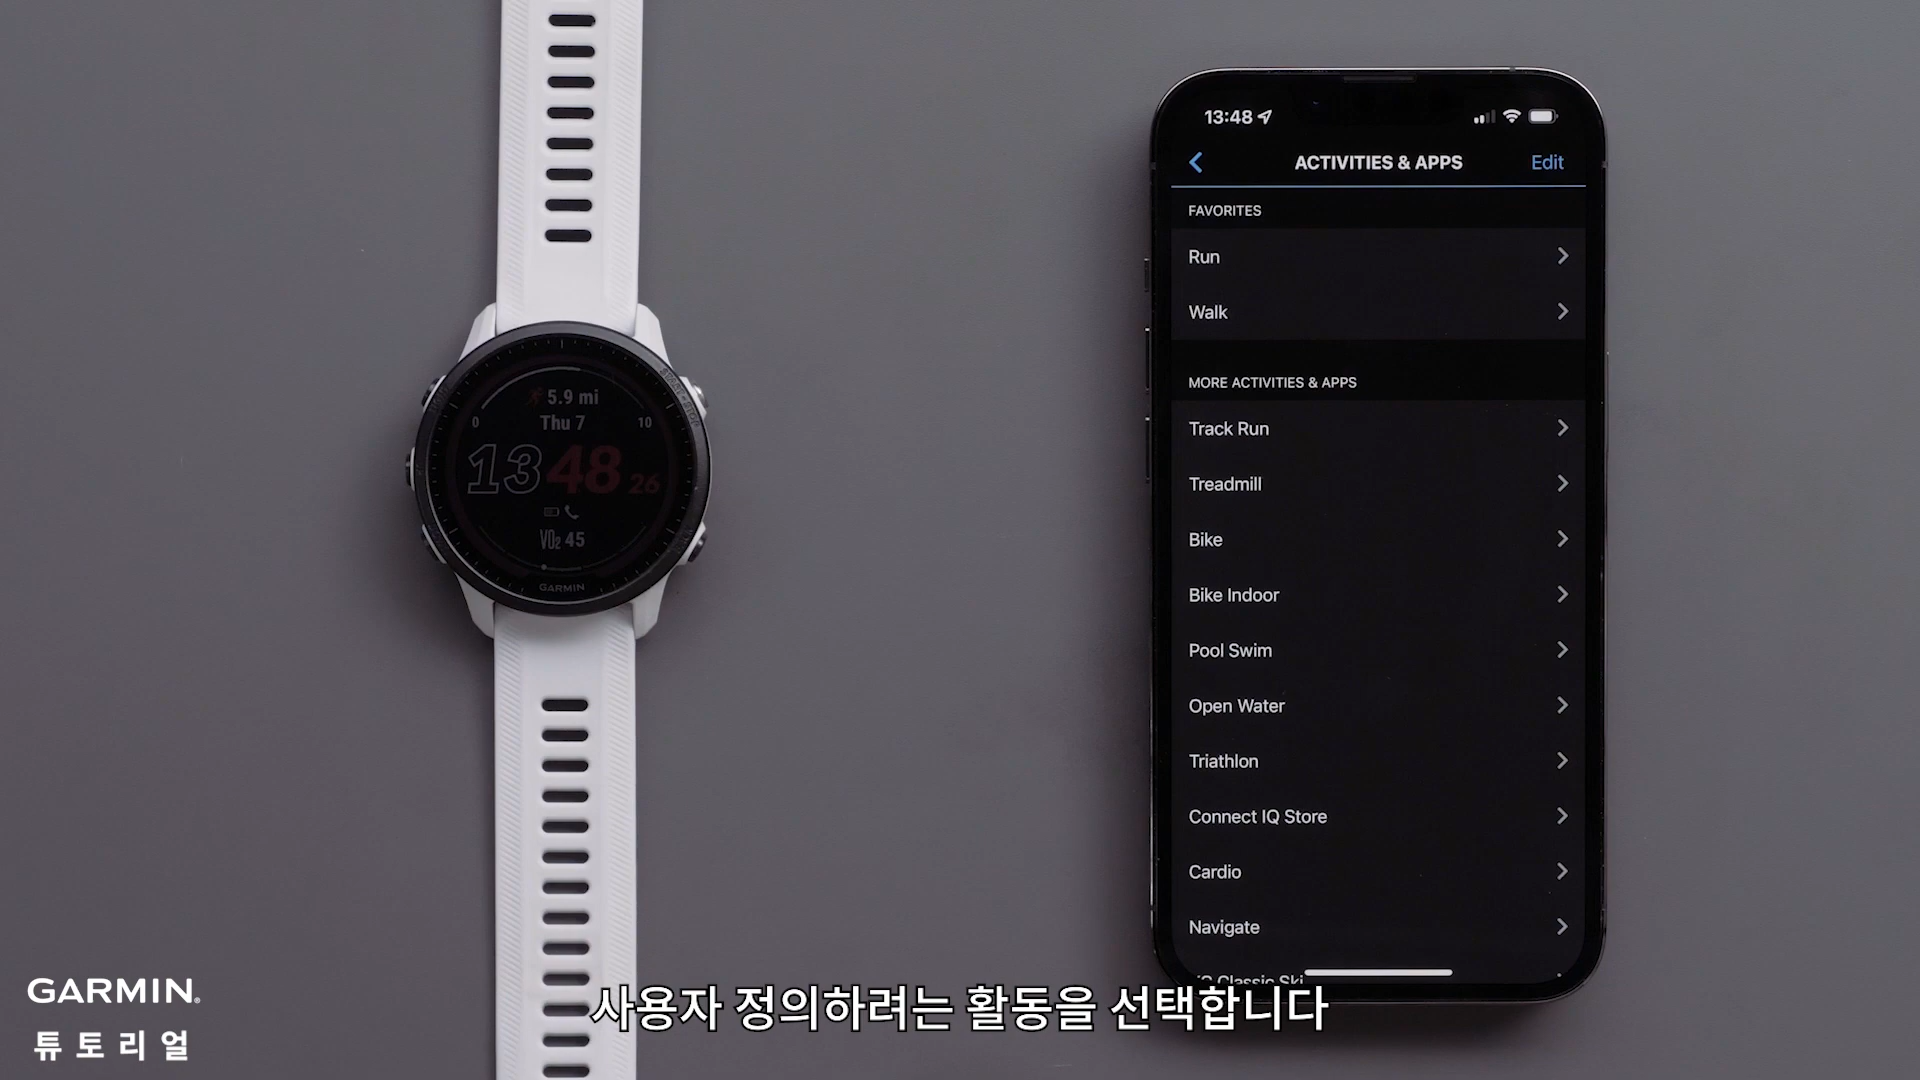 5.9 mi
0 Thu 7 10
13 48 26
VO2 45
GARMIN
13:48
ACTIVITIES & APPS Edit
FAVORITES
Run
Walk
MORE ACTIVITIES & APPS
Track Run
Treadmill
Bike
Bike Indoor
Pool Swim
Open Water
Triathlon
Connect IQ Store
Cardio
Navigate
XC Classic Ski
사용자 정의하려는 활동을 선택합니다
GARMIN.
튜토리얼